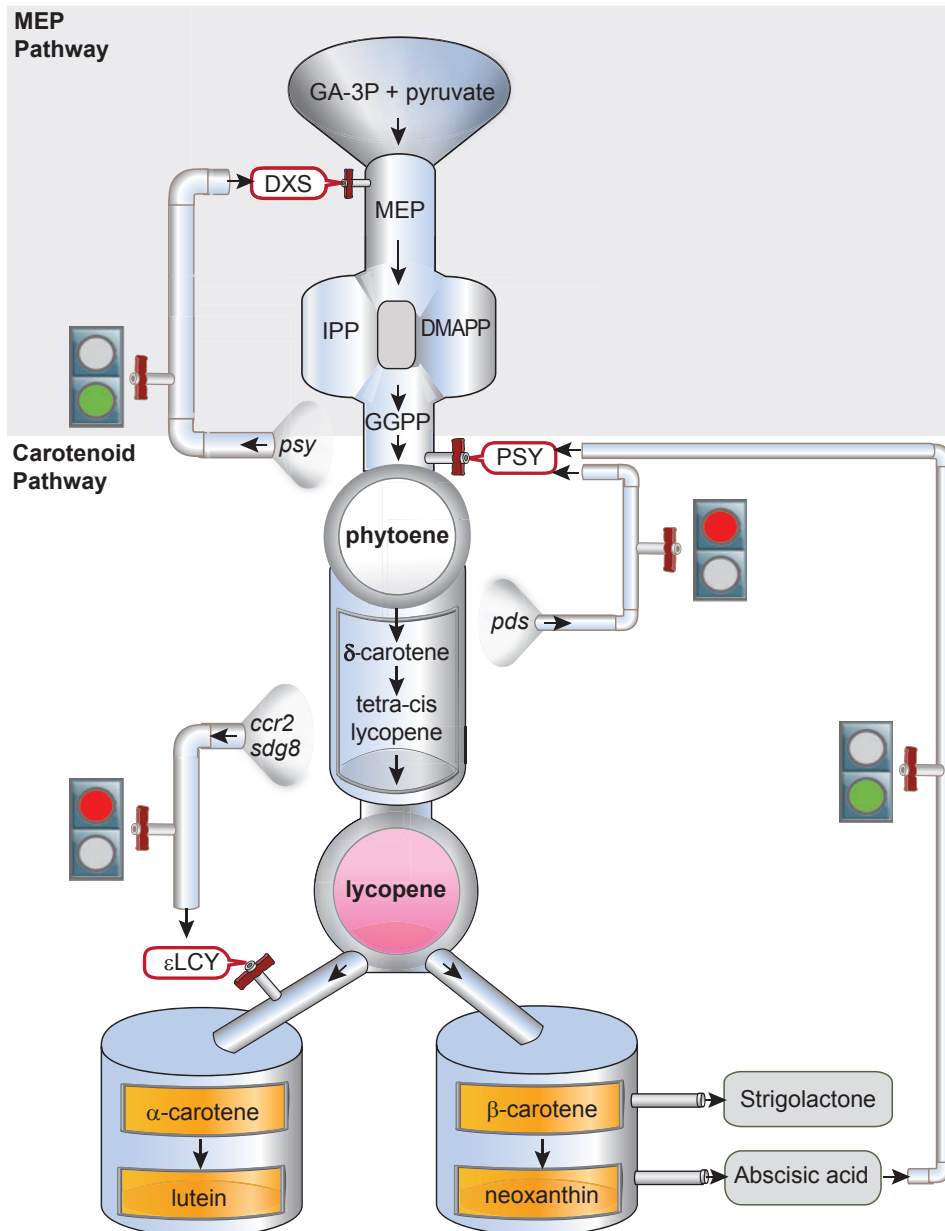 MEP
Pathway
GA-3P + pyruvate
DXS
MEP
IPP
DMAPP
GGPP
psy
Carotenoid
Pathway
PSY
phytoene
pds
δ-carotene
tetra-cis
lycopene
ccr2
sdg8
lycopene
εLCY
α-carotene
β-carotene
Strigolactone
lutein
neoxanthin
Abscisic acid